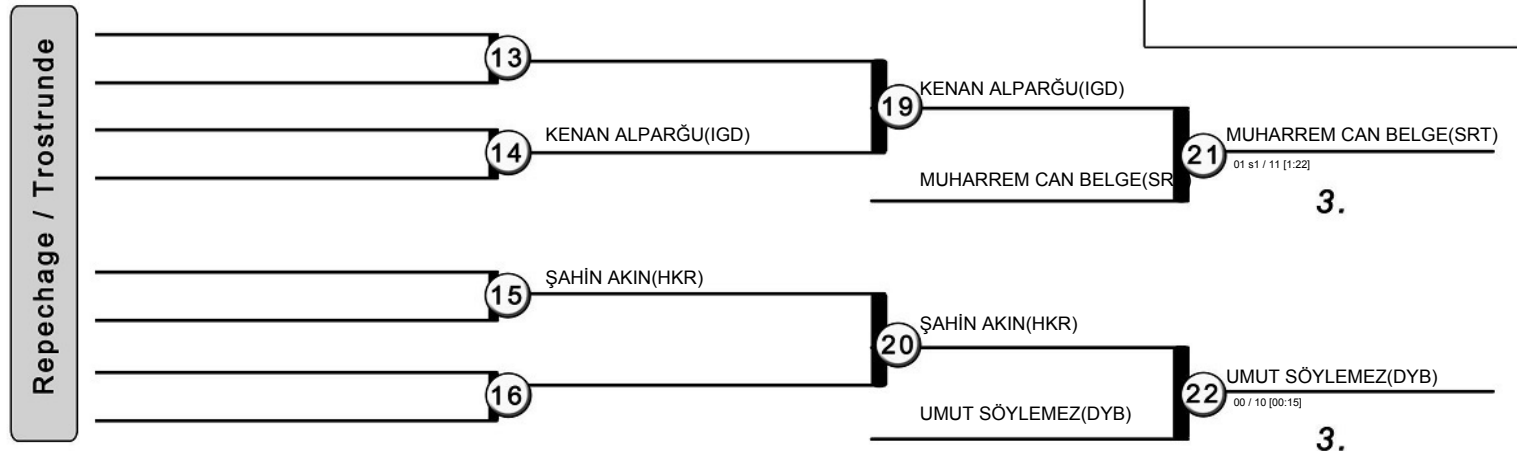 Repechage / Trostrunde
13
14
KENAN ALPARĞU(IGD)
19
KENAN ALPARĞU(IGD)
MUHARREM CAN BELGE(SR
21
MUHARREM CAN BELGE(SRT)
01 s1 / 11 [1:22]
3.
15
ŞAHİN AKIN(HKR)
16
20
ŞAHİN AKIN(HKR)
UMUT SÖYLEMEZ(DYB)
22
UMUT SÖYLEMEZ(DYB)
00 / 10 [00:15]
3.